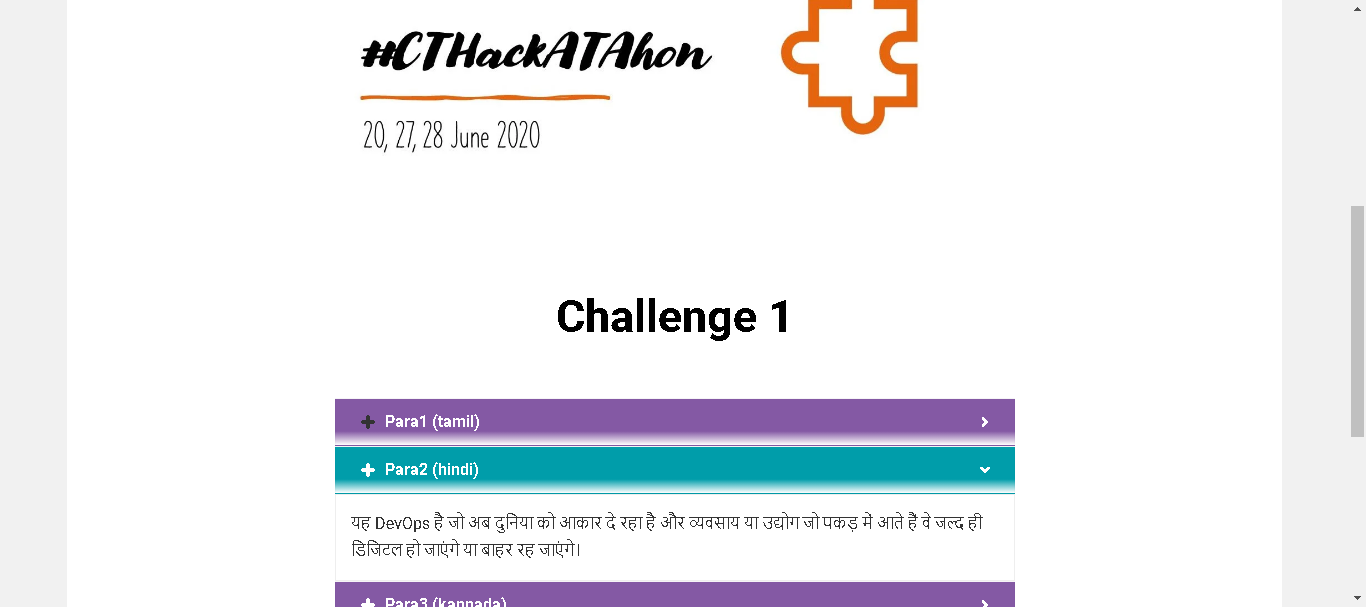 #CTHackATAhon
20, 27, 28 June 2020
Challenge 1
Para1 (tamil)
Para2 (hindi)
यह DevOps है जो अब दुनिया को आकार दे रहा है और व्यवसाय या उद्योग जो पकड़ में आते हैं वे जल्द ही
डिजिटल हो जाएंगे या बाहर रह जाएंगे।
Para3 (kannada)